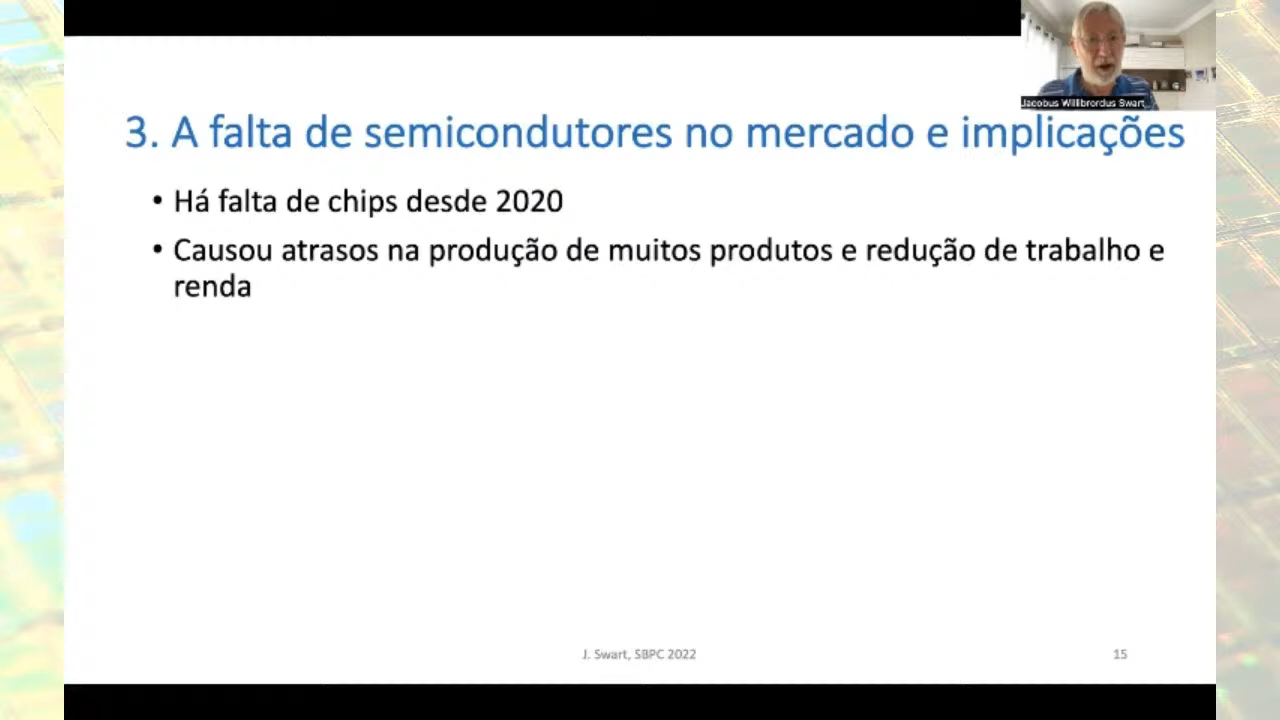 Jacobus Willibrordus Swart
3. A falta de semicondutores no mercado e implicações
• Há falta de chips desde 2020
• Causou atrasos na produção de muitos produtos e redução de trabalho e
renda
J. Swart, SBPC 2022
15